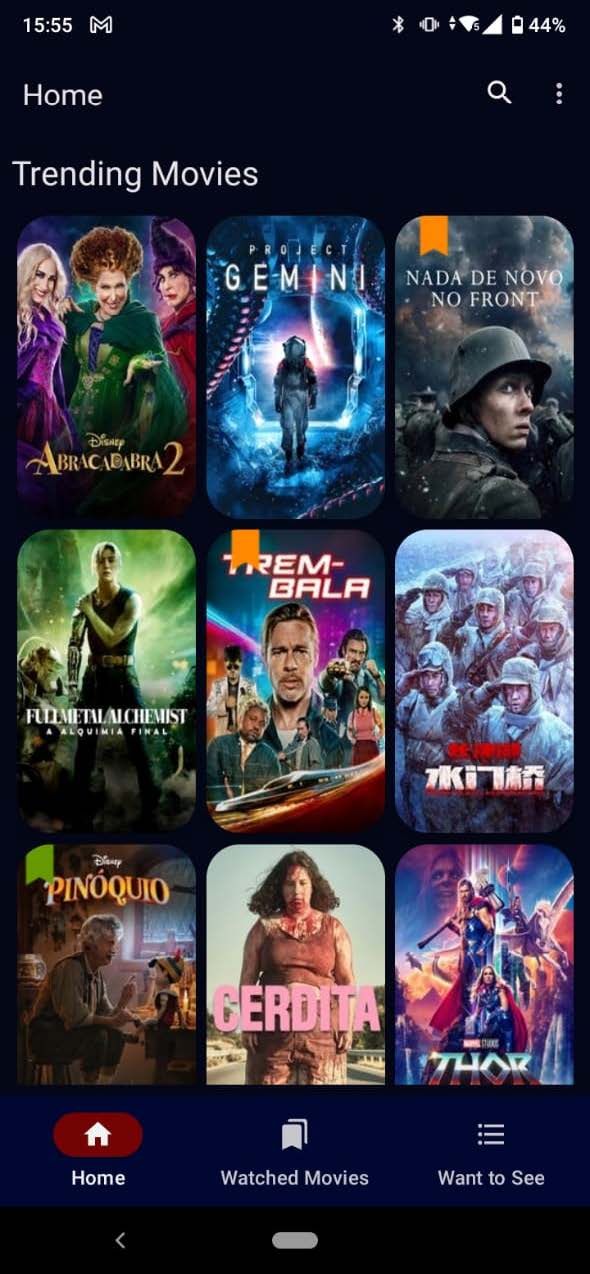 15:55
5
44%
Home
Trending Movies
Disney
ABRACADABRA 2
PROJECT
GEMINI
NADA DE NOVO
NO FRONT
FULLMETAL ALCHEMIST
A ALQUIMIA FINAL
TREM-
BALA
水门桥
Disney
PINÓQUIO
CERDITA
MARVEL STUDIOS
THOR
Home
Watched Movies
Want to See